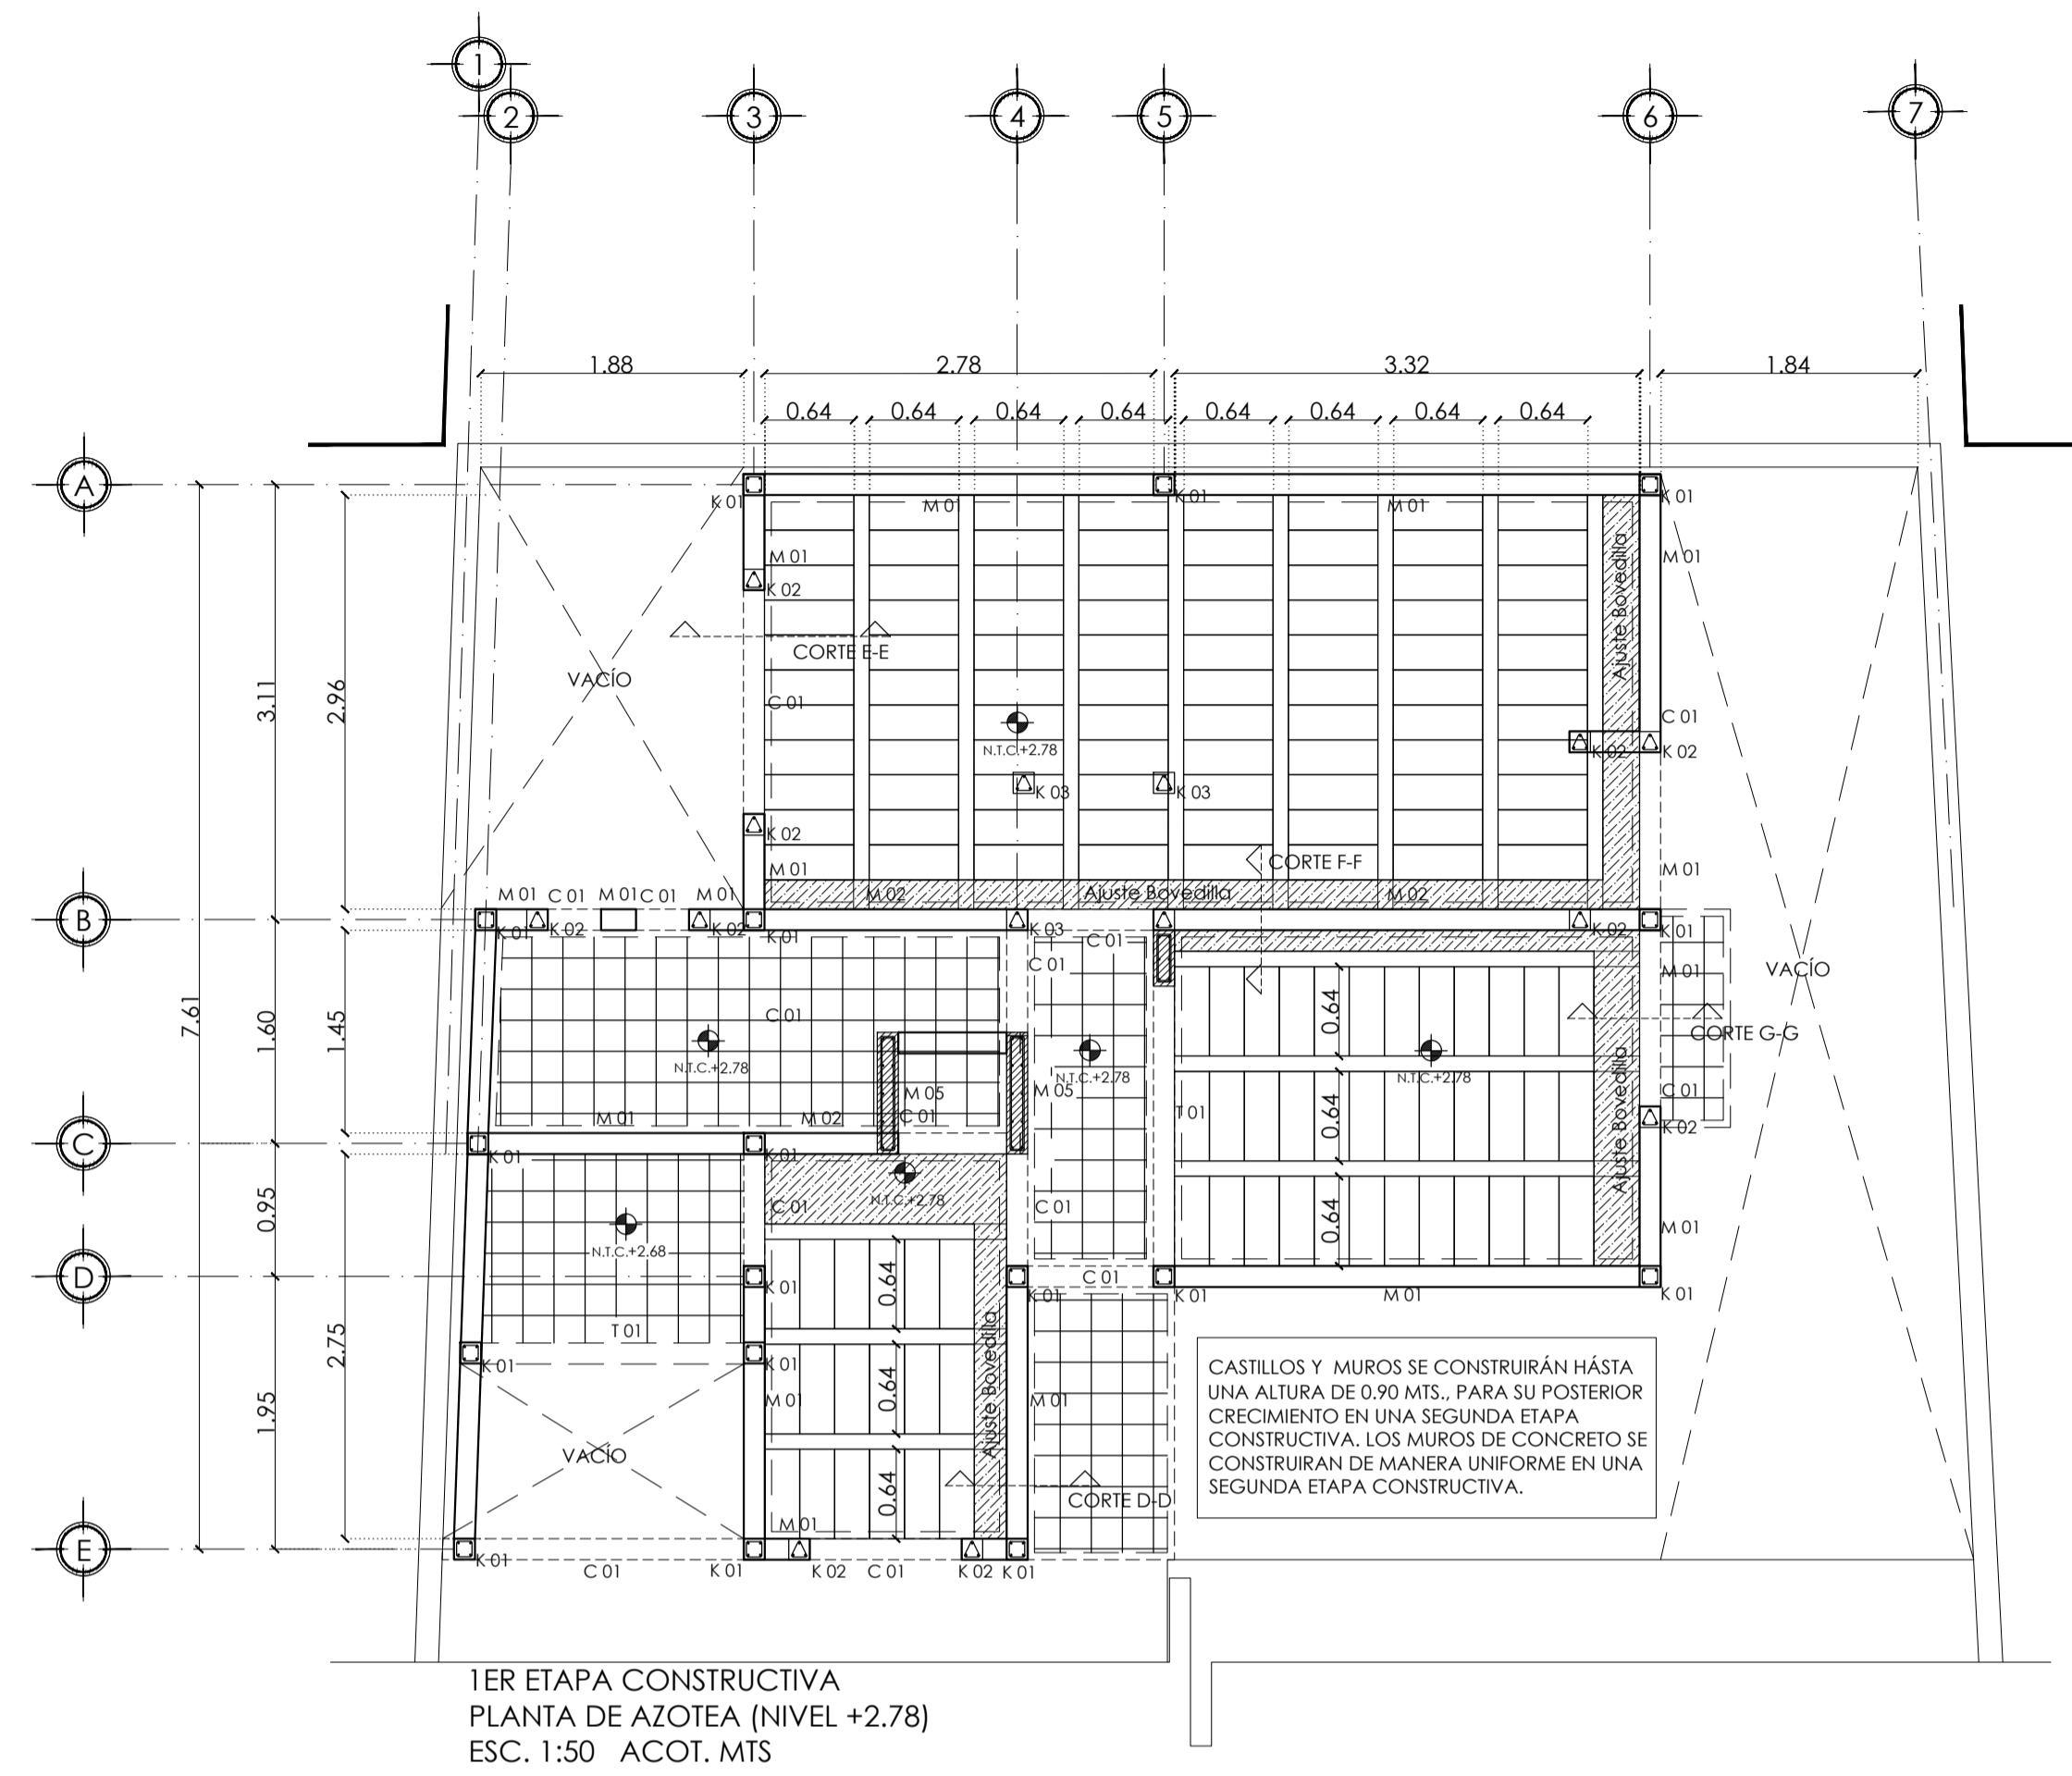 1
2
3
4
5
6
7
1.88
2.78
3.32
1.84
0.64
0.64
0.64
0.64
0.64
0.64
0.64
0.64
A
K 01
M 01
K 01
M 01
K 01
M 01
K 02
M 01
Ajuste Bovedilla
CORTE E-E
VACÍO
3.11
2.96
C 01
C 01
N.T.C.+2.78
K 02
K 02
K 03
K 03
K 02
CORTE F-F
M 01
M 01
M 01
C 01
M 01
C 01
M 01
M 02
Ajuste Bovedilla
M 02
B
K 01
K 02
K 02
K 01
K 03
C 01
K 02
K 01
C 01
M 01
VACÍO
7.61
1.60
1.45
C 01
0.64
CORTE G-G
N.T.C.+2.78
N.T.C.+2.78
N.T.C.+2.78
M 05
M 05
C 01
Ajuste Bovedilla
M 01
M 02
C 01
T 01
0.64
K 02
C
K 01
K 01
N.T.C.+2.78
0.95
C 01
C 01
0.64
M 01
N.T.C.+2.68
D
K 01
K 01
C 01
K 01
M 01
K 01
0.64
T 01
2.75
K 01
K 01
Ajuste Bovedilla
1.95
M 01
0.64
M 01
CASTILLOS Y MUROS SE CONSTRUIRÁN HÁSTA
UNA ALTURA DE 0.90 MTS., PARA SU POSTERIOR
CRECIMIENTO EN UNA SEGUNDA ETAPA
CONSTRUCTIVA. LOS MUROS DE CONCRETO SE
CONSTRUIRAN DE MANERA UNIFORME EN UNA
SEGUNDA ETAPA CONSTRUCTIVA.
VACÍO
0.64
CORTE D-D
M 01
E
K 01
C 01
K 01
K 02
C 01
K 02
K 01
1ER ETAPA CONSTRUCTIVA
PLANTA DE AZOTEA (NIVEL +2.78)
ESC. 1:50 ACOT. MTS